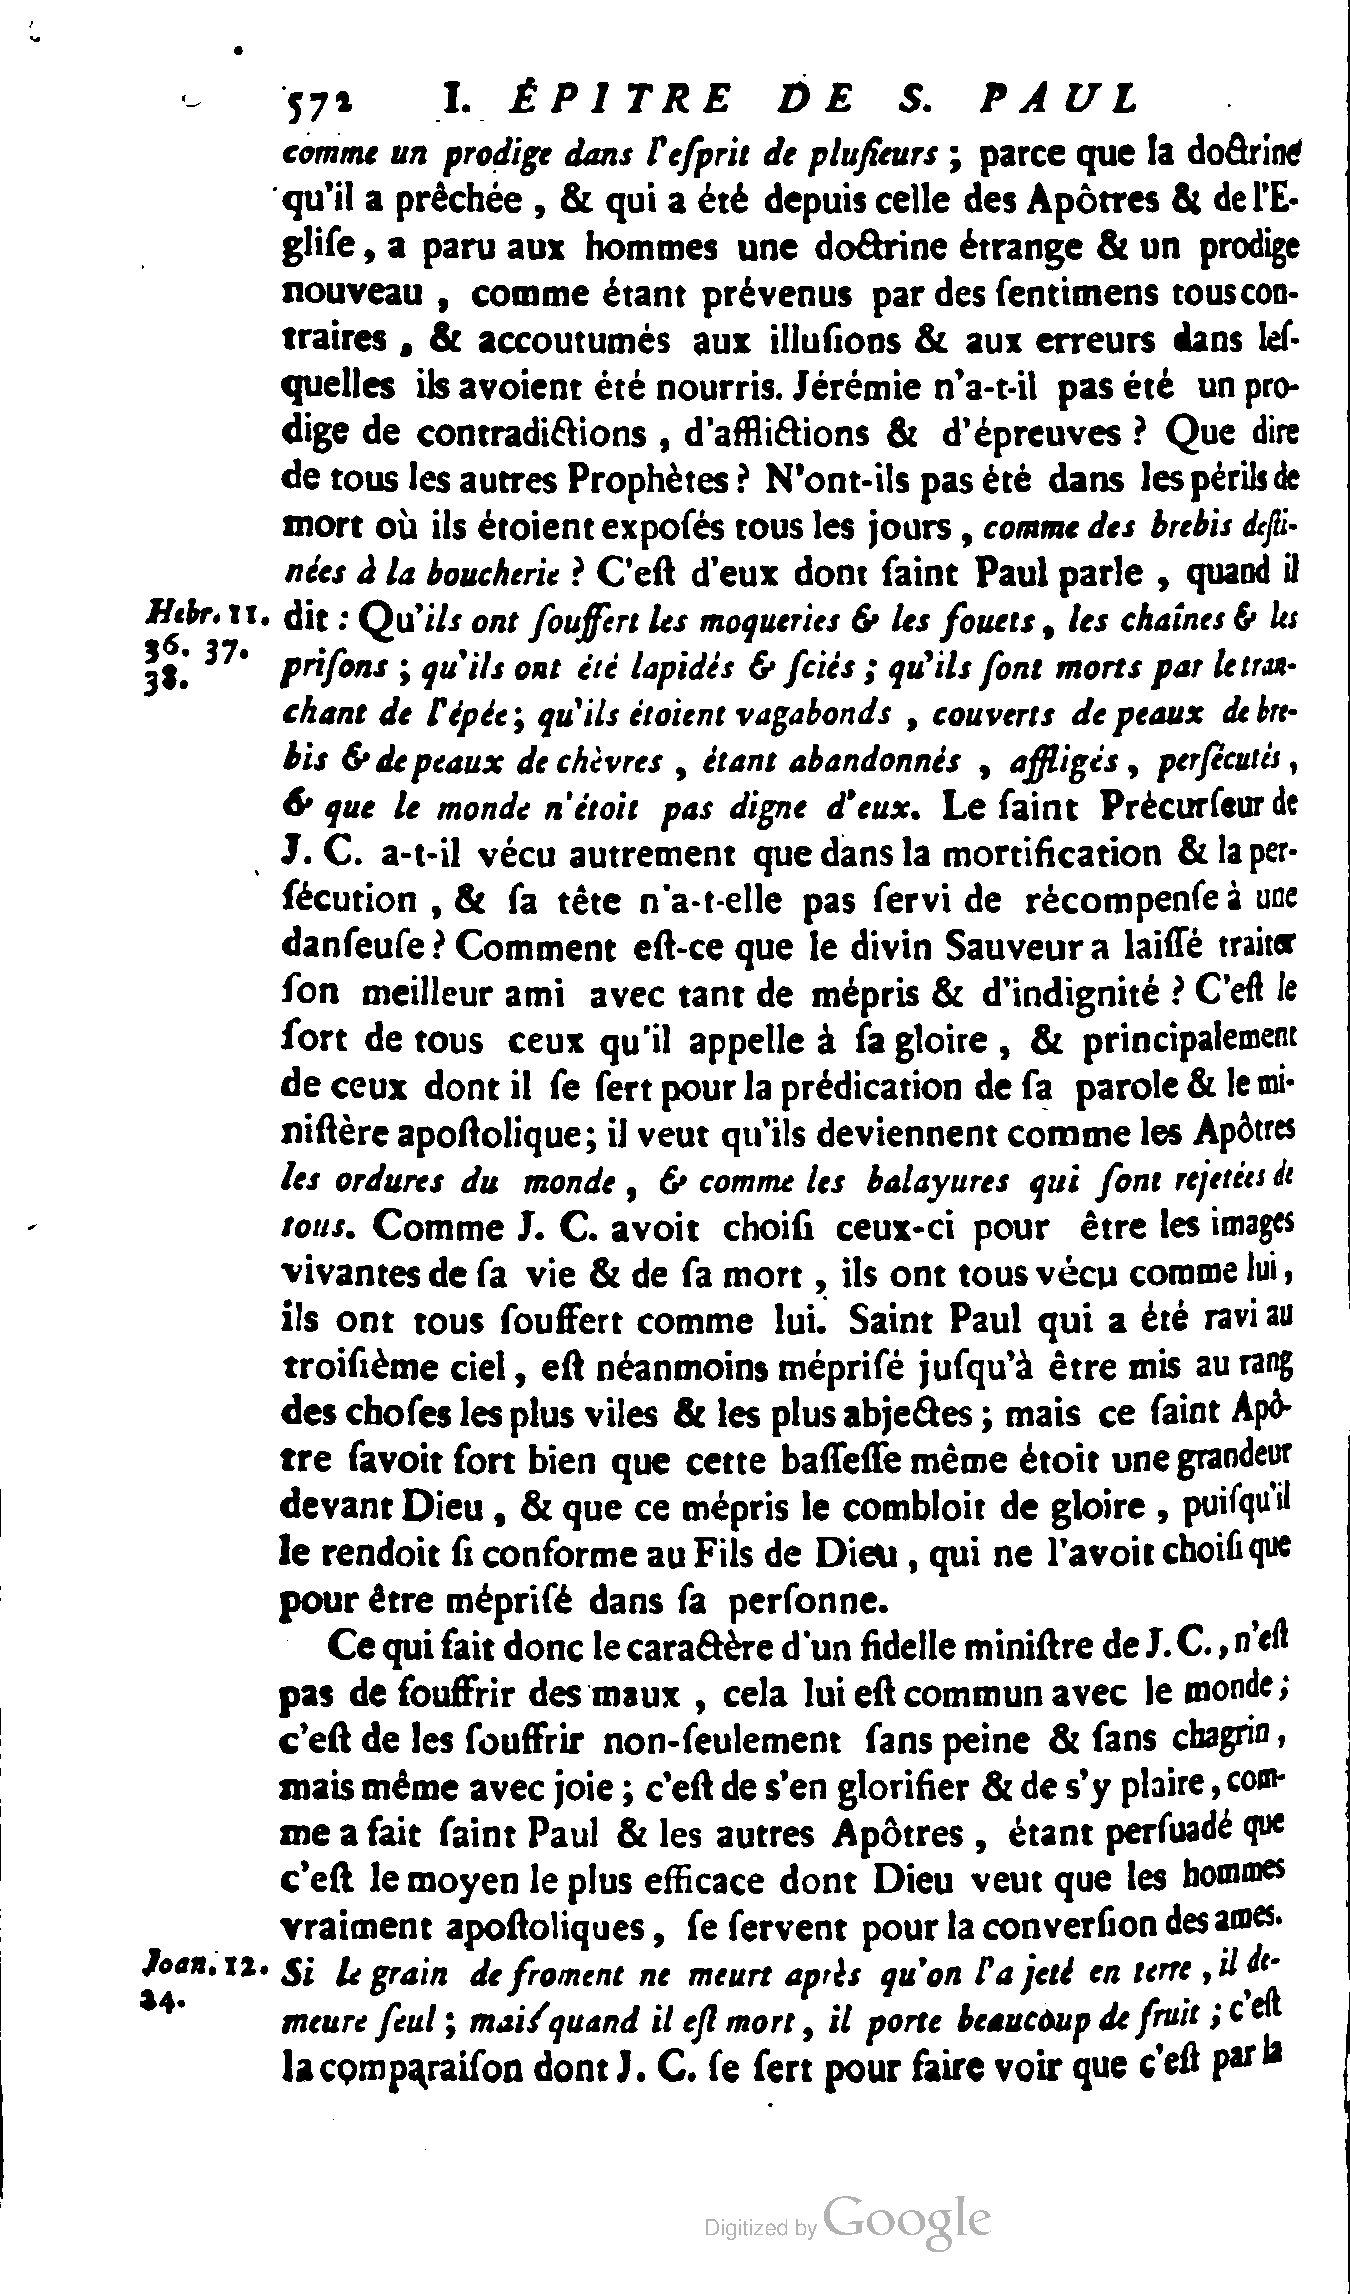 572 I. ÉPITRE DE S. PAUL
comme un prodige dans l'eſprit de pluſieurs ; parce que la doctrine
qu'il a prêchée , & qui a été depuis celle des Apôtres & de l'E-
gliſe , a paru aux hommes une doctrine étrange & un prodige
nouveau , comme étant prévenus par des ſentimens tous con-
traires , & accoutumés aux illuſions & aux erreurs dans leſ-
quelles ils avoient été nourris. Jérémie n'a-t-il pas été un pro-
dige de contradictions , d'afflictions & d'épreuves ? Que dire
de tous les autres Prophètes ? N'ont-ils pas été dans les périls de
mort où ils étoient expoſés tous les jours , comme des brebis deſti-
nées à la boucherie ? C'eſt d'eux dont ſaint Paul parle , quand il
Hebr. 11. dit : Qu'ils ont ſouffert les moqueries & les fouets , les chaînes & les
36. 37. priſons ; qu'ils ont été lapidés & ſciés ; qu'ils ſont morts par le tran-
38.
chant de l'épée ; qu'ils étoient vagabonds , couverts de peaux de bre-
bis & de peaux de chèvres , étant abandonnés , affligés , perſécutés ,
& que le monde n'étoit pas digne d'eux. Le ſaint Précurſeur de
J. C. a-t-il vécu autrement que dans la mortification & la per-
ſécution , & ſa tête n'a-t-elle pas ſervi de récompenſe à une
danſeuſe ? Comment eſt-ce que le divin Sauveur a laiſſé traiter
ſon meilleur ami avec tant de mépris & d'indignité ? C'eſt le
ſort de tous ceux qu'il appelle à ſa gloire , & principalement
de ceux dont il ſe ſert pour la prédication de ſa parole & le mi-
niſtère apoſtolique ; il veut qu'ils deviennent comme les Apôtres
les ordures du monde , & comme les balayures qui ſont rejetées de
tous. Comme J. C. avoit choiſi ceux-ci pour être les images
vivantes de ſa vie & de ſa mort , ils ont tous vécu comme lui ,
ils ont tous ſouffert comme lui. Saint Paul qui a été ravi au
troiſième ciel , eſt néanmoins mépriſé juſqu'à être mis au rang
des choſes les plus viles & les plus abjectes ; mais ce ſaint Apô-
tre ſavoit fort bien que cette baſſeſſe même étoit une grandeur
devant Dieu , & que ce mépris le combloit de gloire , puiſqu'il
le rendoit ſi conforme au Fils de Dieu , qui ne l'avoit choiſi que
pour être mépriſé dans ſa perſonne.
Ce qui fait donc le caractère d'un fidelle miniſtre de J. C. , n'eſt
pas de ſouffrir des maux , cela lui eſt commun avec le monde ;
c'eſt de les ſouffrir non-ſeulement ſans peine & ſans chagrin ,
mais même avec joie ; c'eſt de s'en glorifier & de s'y plaire , com-
me a fait ſaint Paul & les autres Apôtres , étant perſuadé que
c'eſt le moyen le plus efficace dont Dieu veut que les hommes
vraiment apoſtoliques , ſe ſervent pour la converſion des ames.
Joan. 12. Si le grain de froment ne meurt après qu'on l'a jeté en terre , il de-
24.
meure ſeul ; mais quand il eſt mort , il porte beaucoup de fruit ; c'eſt
la comparaiſon dont J. C. ſe ſert pour faire voir que c'eſt par la
Digitized by Google